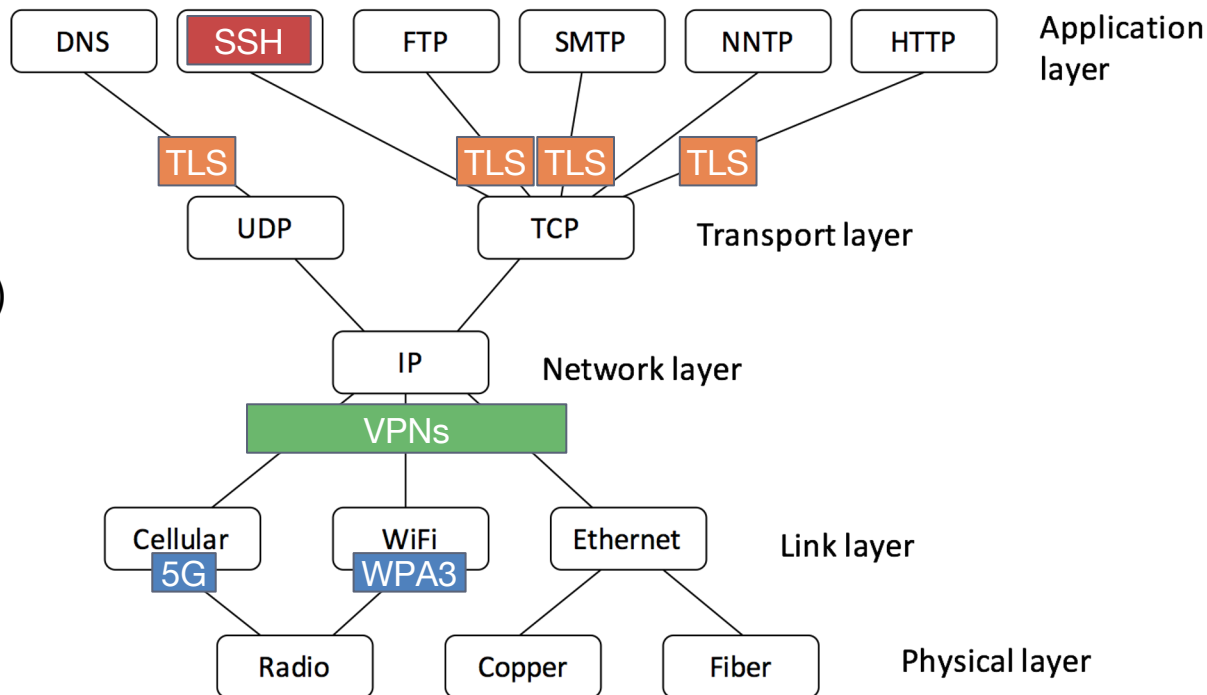 DNS
SSH
FTP
SMTP
NNTP
HTTP
Application
layer
TLS
TLS
TLS
TLS
UDP
TCP
Transport layer
)
IP
Network layer
VPNs
Cellular
WiFi
Ethernet
Link layer
5G
WPA3
Radio
Copper
Fiber
Physical layer